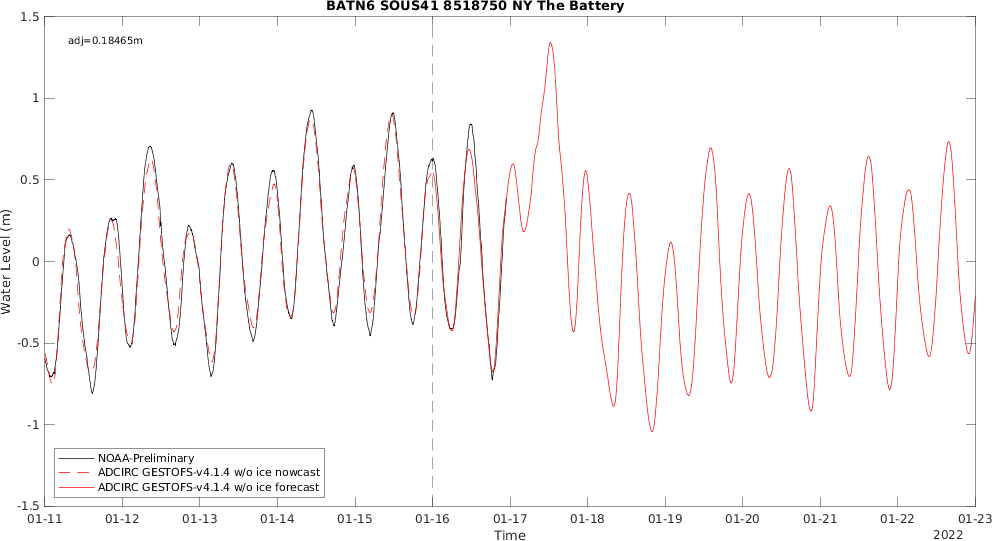 BATN6 SOUS41 8518750 NY The Battery
adj=0.18465m
1.5
1
0.5
0
-0.5
-1
-1.5
Water Level (m)
NOAA-Preliminary
ADCIRC GESTOFS-v4.1.4 w/o ice nowcast
ADCIRC GESTOFS-v4.1.4 w/o ice forecast
01-11 01-12 01-13 01-14 01-15 01-16 01-17 01-18 01-19 01-20 01-21 01-22 01-23
Time
2022